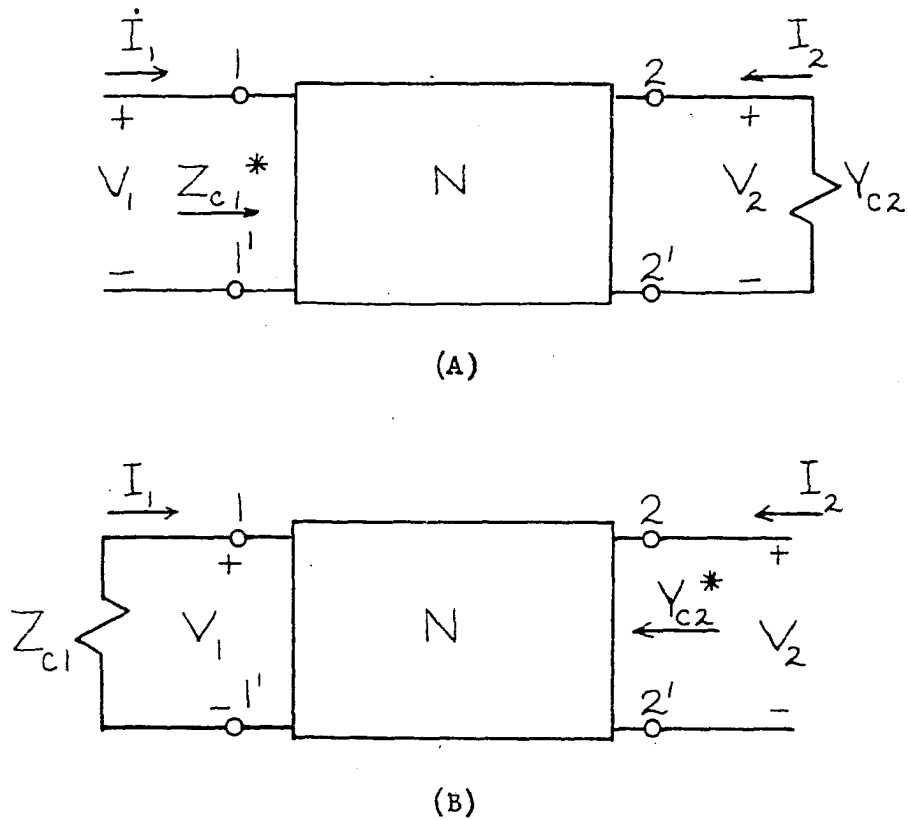 İ₁ 1 2 I₂
+ +
V₁ Z_C1* N V₂ Y_C2
1'
− 2' −
(A)
I₁ 1 2 I₂
+ +
Z_C1 V₁ N Y_C2* V₂
− 1' 2' −
(B)